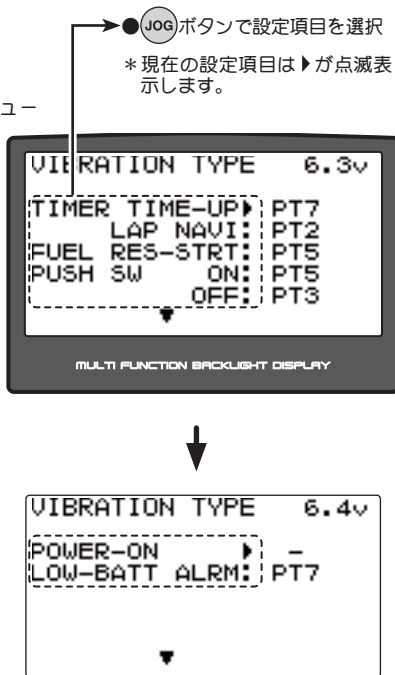 ●JOGボタンで設定項目を選択
＊現在の設定項目は▶が点滅表
示します。
ュー
VIBRATION TYPE 6.3v
TIMER TIME-UP▶ PT7
LAP NAVI: PT2
FUEL RES-STRT: PT5
PUSH SW ON: PT5
OFF: PT3
▼
MULTI FUNCTION BACKLIGHT DISPLAY
VIBRATION TYPE 6.4v
POWER-ON ▶ -
LOW-BATT ALRM: PT7
▼